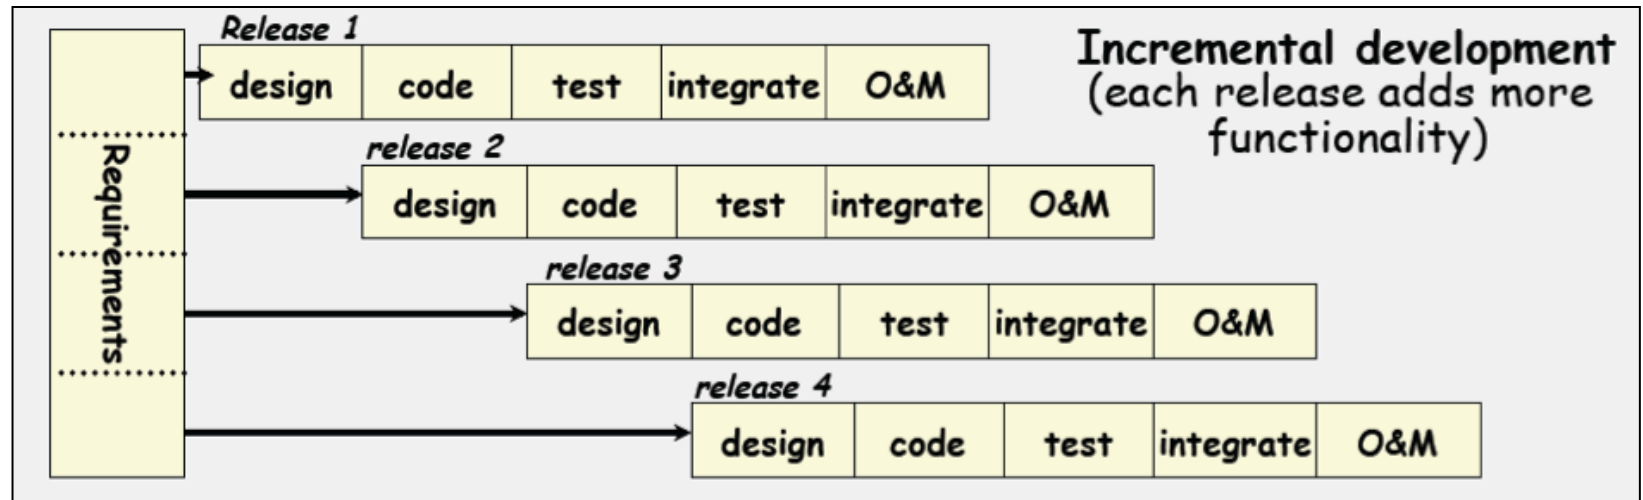 Release 1
design code test integrate O&M
Incremental development
(each release adds more
functionality)
Requirements
release 2
design code test integrate O&M
release 3
design code test integrate O&M
release 4
design code test integrate O&M